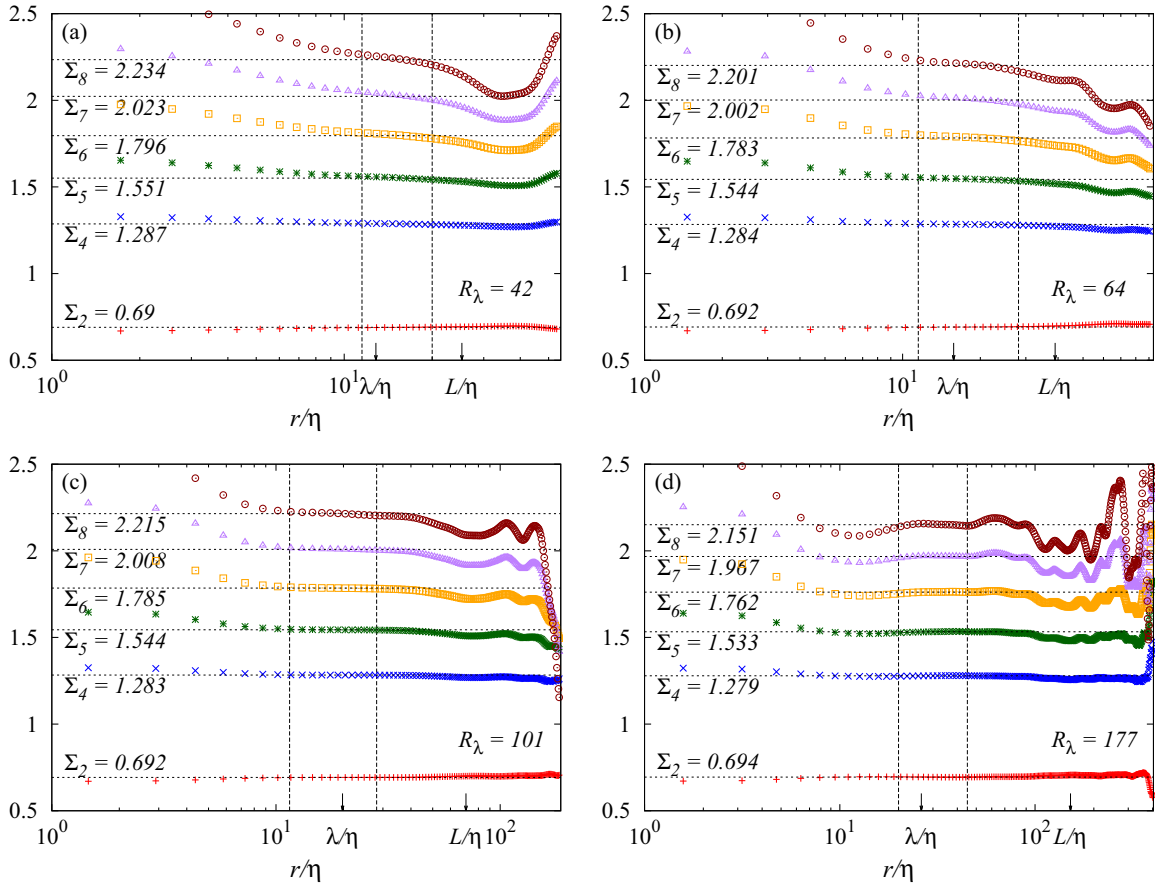 2.5
(a)
Σ8 = 2.234
2
Σ7 = 2.023
Σ6 = 1.796
1.5
Σ5 = 1.551
Σ4 = 1.287
1
Rλ = 42
Σ2 = 0.69
0.5
10^0 10^1 λ/η L/η
r/η
2.5
(b)
Σ8 = 2.201
2
Σ7 = 2.002
Σ6 = 1.783
1.5
Σ5 = 1.544
Σ4 = 1.284
1
Rλ = 64
Σ2 = 0.692
0.5
10^0 10^1 λ/η L/η
r/η
2.5
(c)
Σ8 = 2.215
2
Σ7 = 2.008
Σ6 = 1.785
1.5
Σ5 = 1.544
Σ4 = 1.283
1
Rλ = 101
Σ2 = 0.692
0.5
10^0 10^1 λ/η L/η 10^2
r/η
2.5
(d)
Σ8 = 2.151
2
Σ7 = 1.967
Σ6 = 1.762
1.5
Σ5 = 1.533
Σ4 = 1.279
1
Rλ = 177
Σ2 = 0.694
0.5
10^0 10^1 λ/η 10^2 L/η
r/η